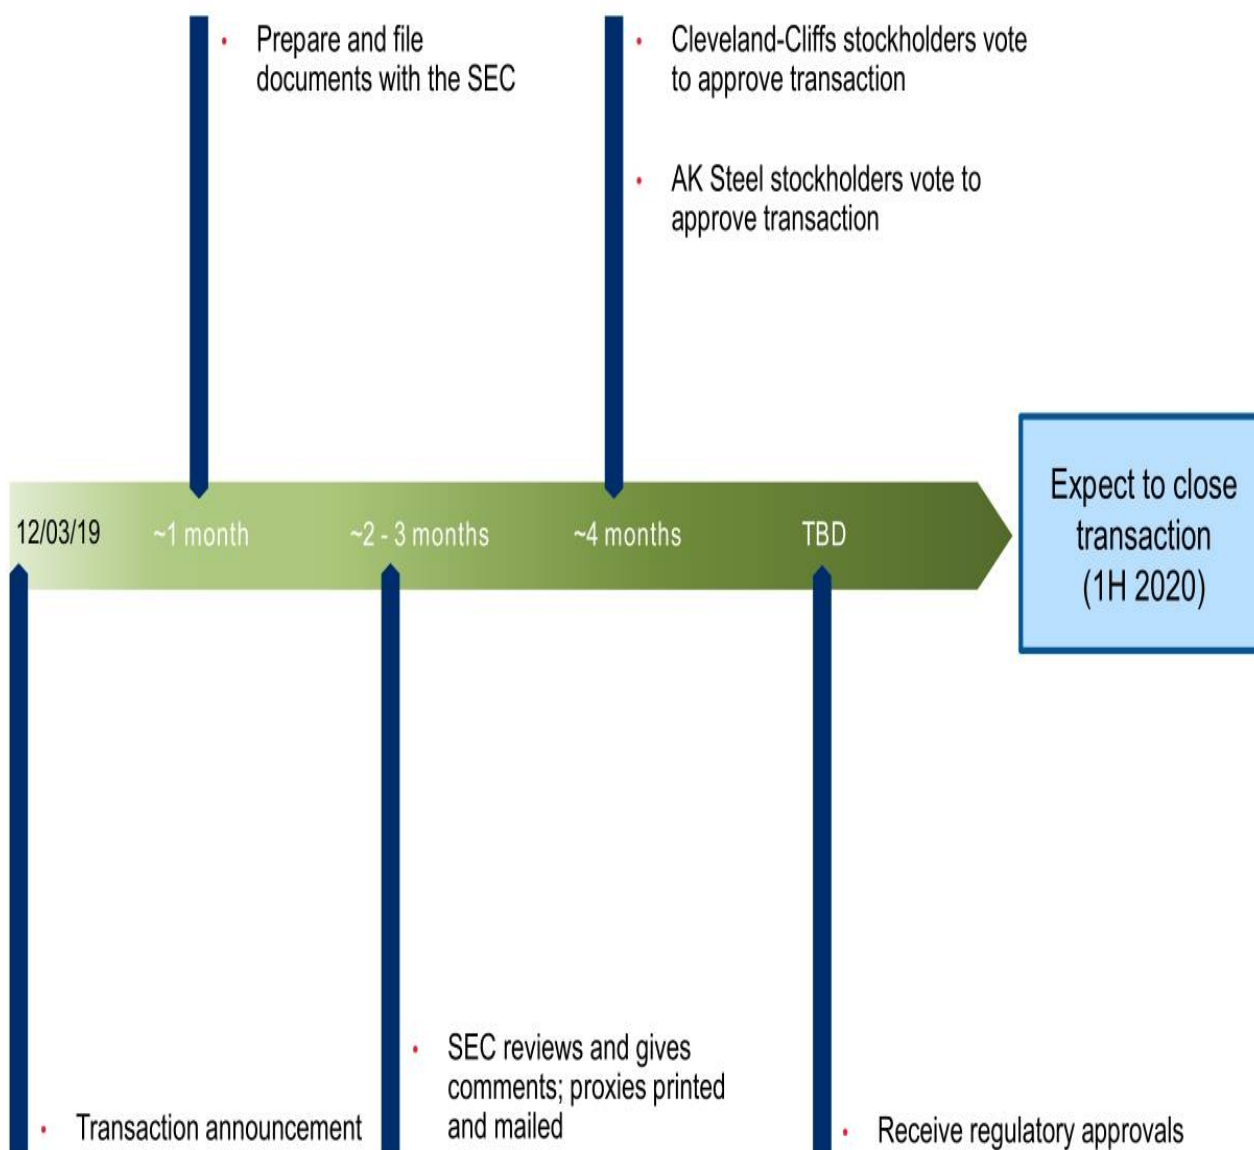 • Prepare and file
documents with the SEC
• Cleveland-Cliffs stockholders vote
to approve transaction
• AK Steel stockholders vote to
approve transaction
12/03/19
~1 month
~2 - 3 months
~4 months
TBD
Expect to close
transaction
(1H 2020)
• Transaction announcement
• SEC reviews and gives
comments; proxies printed
and mailed
• Receive regulatory approvals